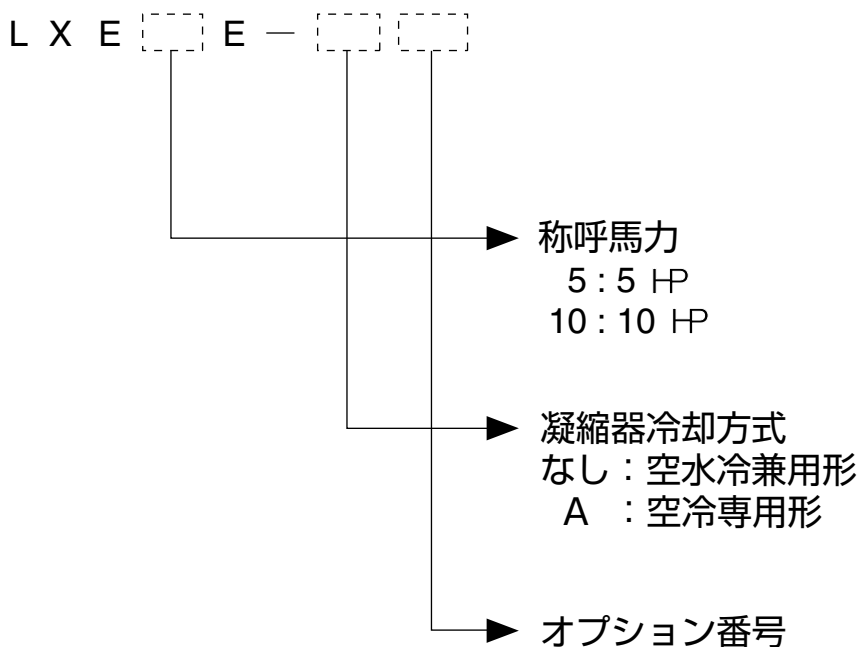 L X E E —
称呼馬力
5 : 5 HP
10 : 10 HP
凝縮器冷却方式
なし：空水冷兼用形
A ：空冷専用形
オプション番号